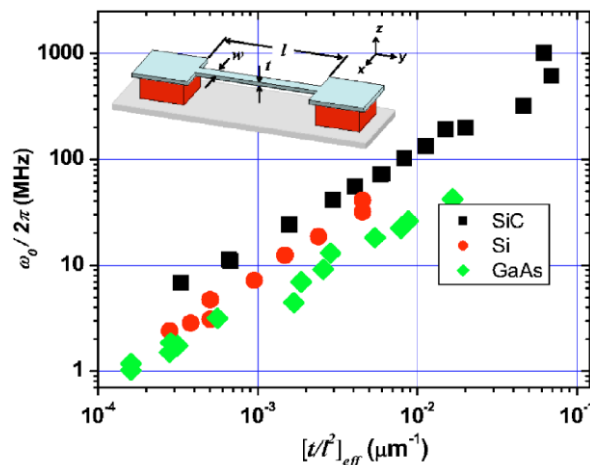 1000
100
10
1
ω₀ / 2π (MHz)
l
w
t
z
y
x
SiC
Si
GaAs
10⁻⁴
10⁻³
10⁻²
10⁻¹
[t/l²]eff (μm⁻¹)